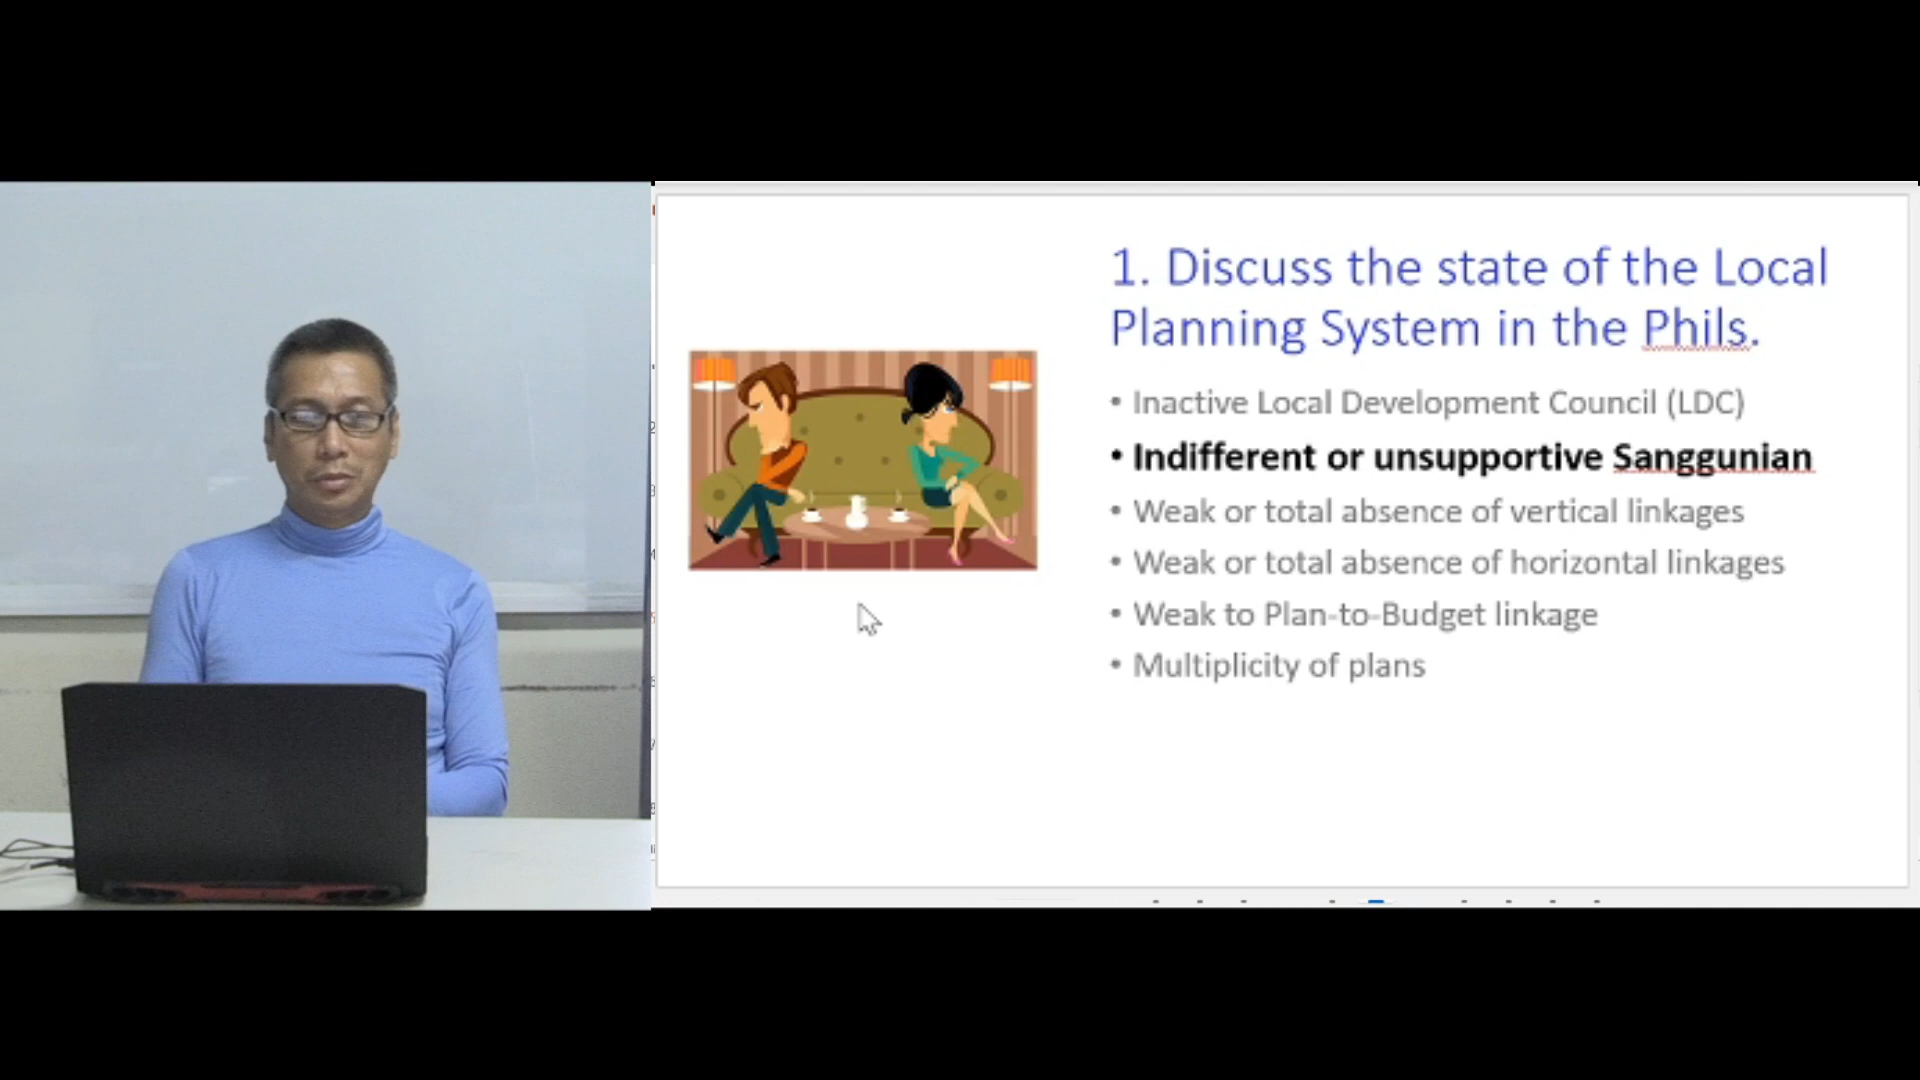 1. Discuss the state of the Local
Planning System in the Phils.
• Inactive Local Development Council (LDC)
• Indifferent or unsupportive Sanggunian
• Weak or total absence of vertical linkages
• Weak or total absence of horizontal linkages
• Weak to Plan-to-Budget linkage
• Multiplicity of plans